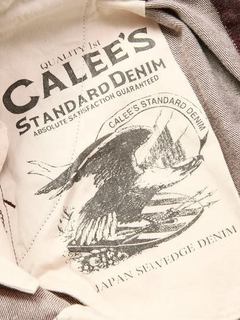 QUALITY 1st
CALEE'S
STANDARD DENIM
ABSOLUTE SATISFACTION GUARANTEED
CALEE'S STANDARD DENIM
JAPAN SELVEDGE DENIM